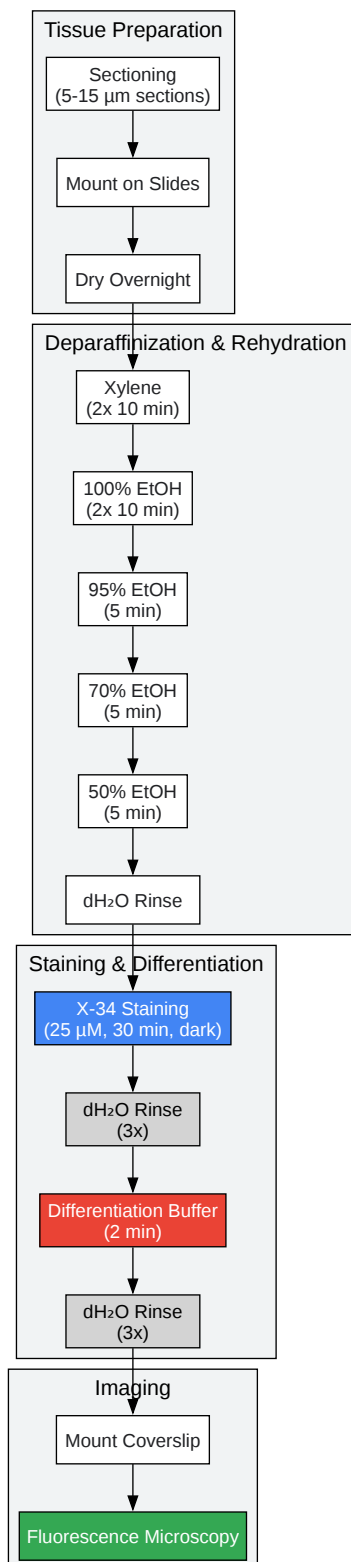 Tissue Preparation
Sectioning
(5-15 µm sections)
Mount on Slides
Dry Overnight
Deparaffinization & Rehydration
Xylene
(2x 10 min)
100% EtOH
(2x 10 min)
95% EtOH
(5 min)
70% EtOH
(5 min)
50% EtOH
(5 min)
dH₂O Rinse
Staining & Differentiation
X-34 Staining
(25 µM, 30 min, dark)
dH₂O Rinse
(3x)
Differentiation Buffer
(2 min)
dH₂O Rinse
(3x)
Imaging
Mount Coverslip
Fluorescence Microscopy